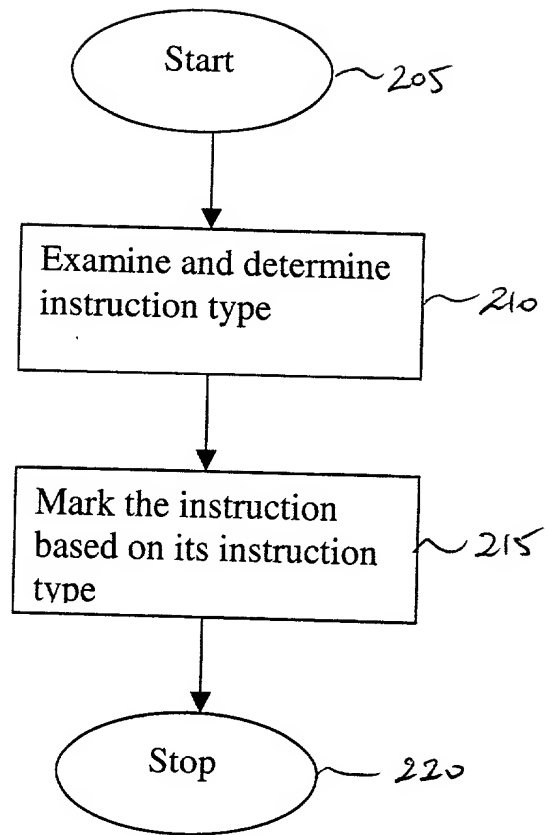 Start
205
Examine and determine
instruction type
210
Mark the instruction
based on its instruction
type
215
Stop
220